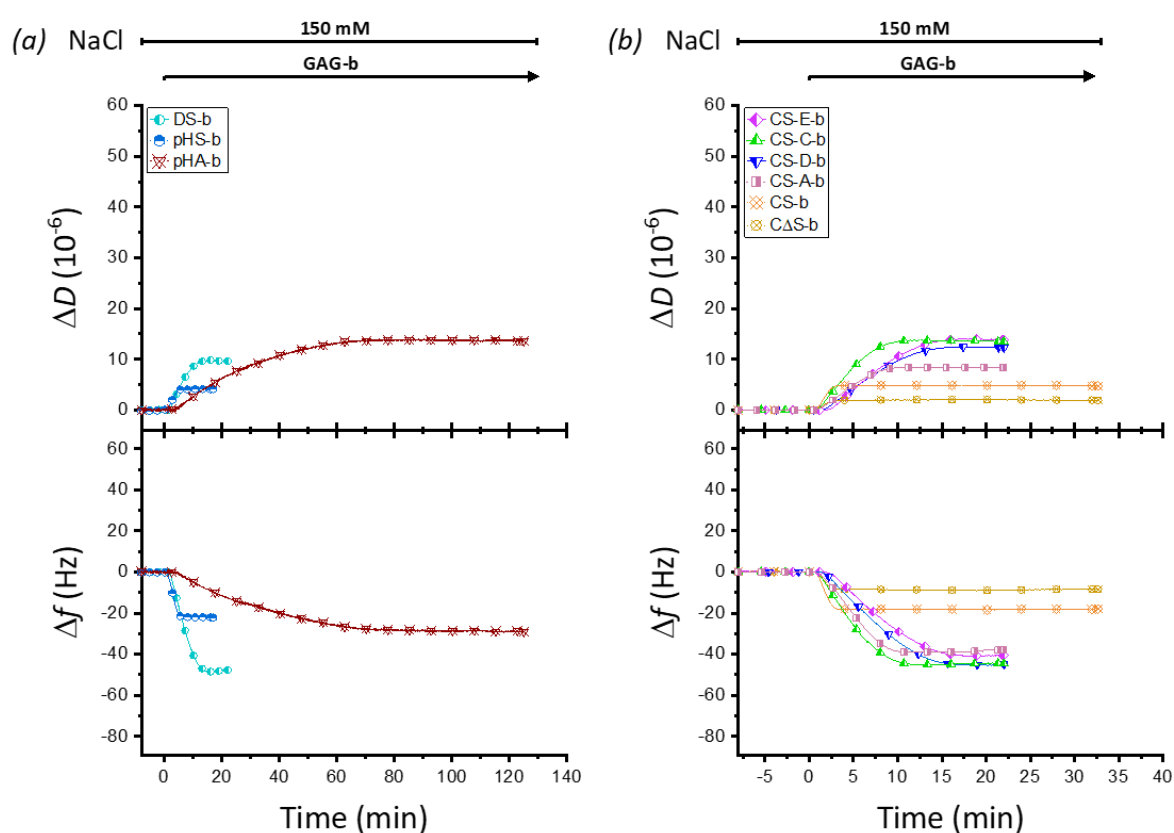 (a) NaCl 150 mM
GAG-b
60
50
40
30
20
10
0
ΔD (10⁻⁶)
DS-b
pHS-b
pHA-b
60
40
20
0
-20
-40
-60
-80
Δf (Hz)
0 20 40 60 80 100 120 140
Time (min)
(b) NaCl 150 mM
GAG-b
60
50
40
30
20
10
0
ΔD (10⁻⁶)
CS-E-b
CS-C-b
CS-D-b
CS-A-b
CS-b
CΔS-b
60
40
20
0
-20
-40
-60
-80
Δf (Hz)
-5 0 5 10 15 20 25 30 35 40
Time (min)